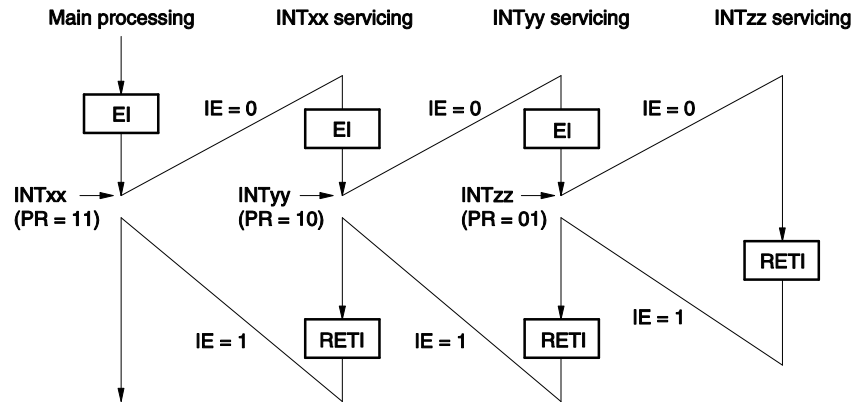 Main processing
INTxx servicing
INTyy servicing
INTzz servicing
EI
IE = 0
EI
IE = 0
EI
IE = 0
INTxx
(PR = 11)
INTyy
(PR = 10)
INTzz
(PR = 01)
RETI
IE = 1
RETI
IE = 1
RETI
IE = 1